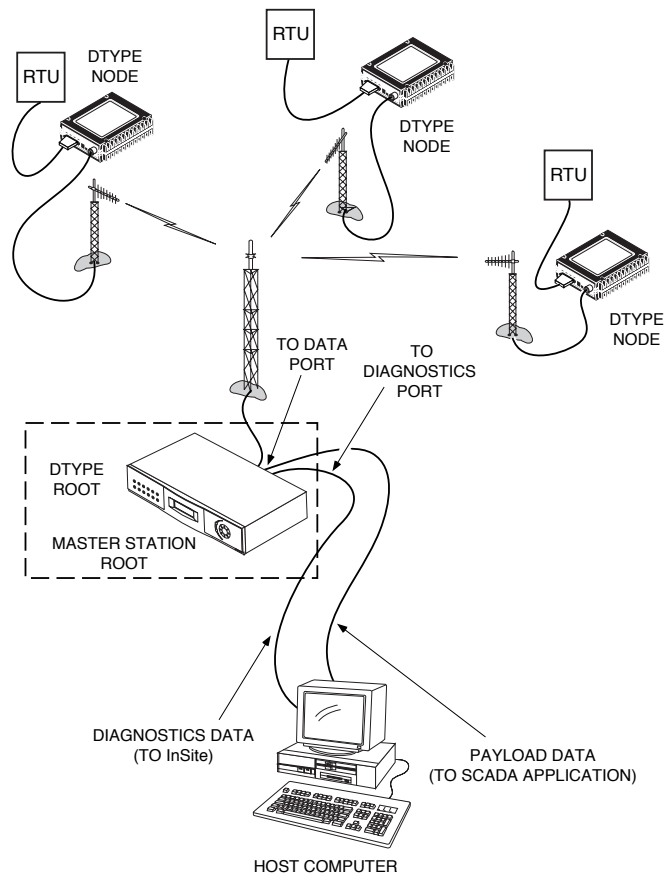 RTU
DTYPE
NODE
RTU
DTYPE
NODE
RTU
DTYPE
NODE
TO DATA
PORT
TO
DIAGNOSTICS
PORT
DTYPE
ROOT
MASTER STATION
ROOT
DIAGNOSTICS DATA
(TO InSite)
PAYLOAD DATA
(TO SCADA APPLICATION)
HOST COMPUTER